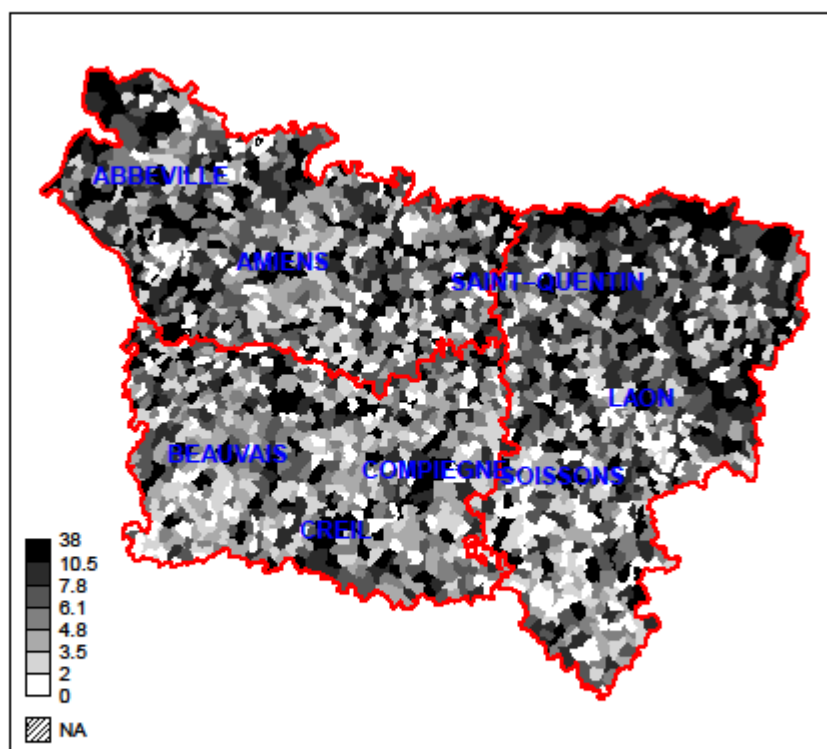 ABBEVILLE
AMIENS
SAINT−QUENTIN
LAON
BEAUVAIS
COMPIEGNE
SOISSONS
CREIL
38
10.5
7.8
6.1
4.8
3.5
2
0
NA